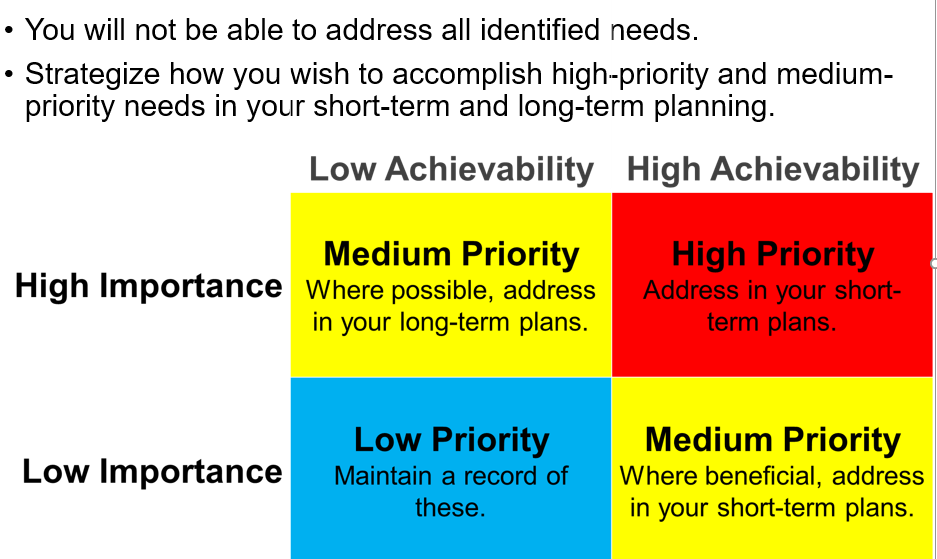 • You will not be able to address all identified needs.
• Strategize how you wish to accomplish high-priority and medium-
priority needs in your short-term and long-term planning.
Low Achievability High Achievability
High Importance
Medium Priority
Where possible, address
in your long-term plans.
High Priority
Address in your short-
term plans.
Low Importance
Low Priority
Maintain a record of
these.
Medium Priority
Where beneficial, address
in your short-term plans.